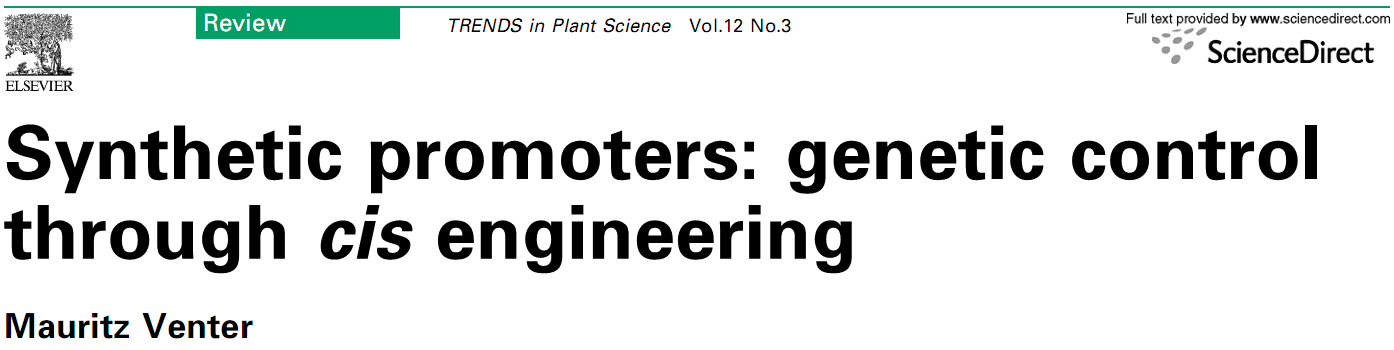 Review
TRENDS in Plant Science Vol.12 No.3
Full text provided by www.sciencedirect.com
ScienceDirect
ELSEVIER
Synthetic promoters: genetic control
through cis engineering
Mauritz Venter